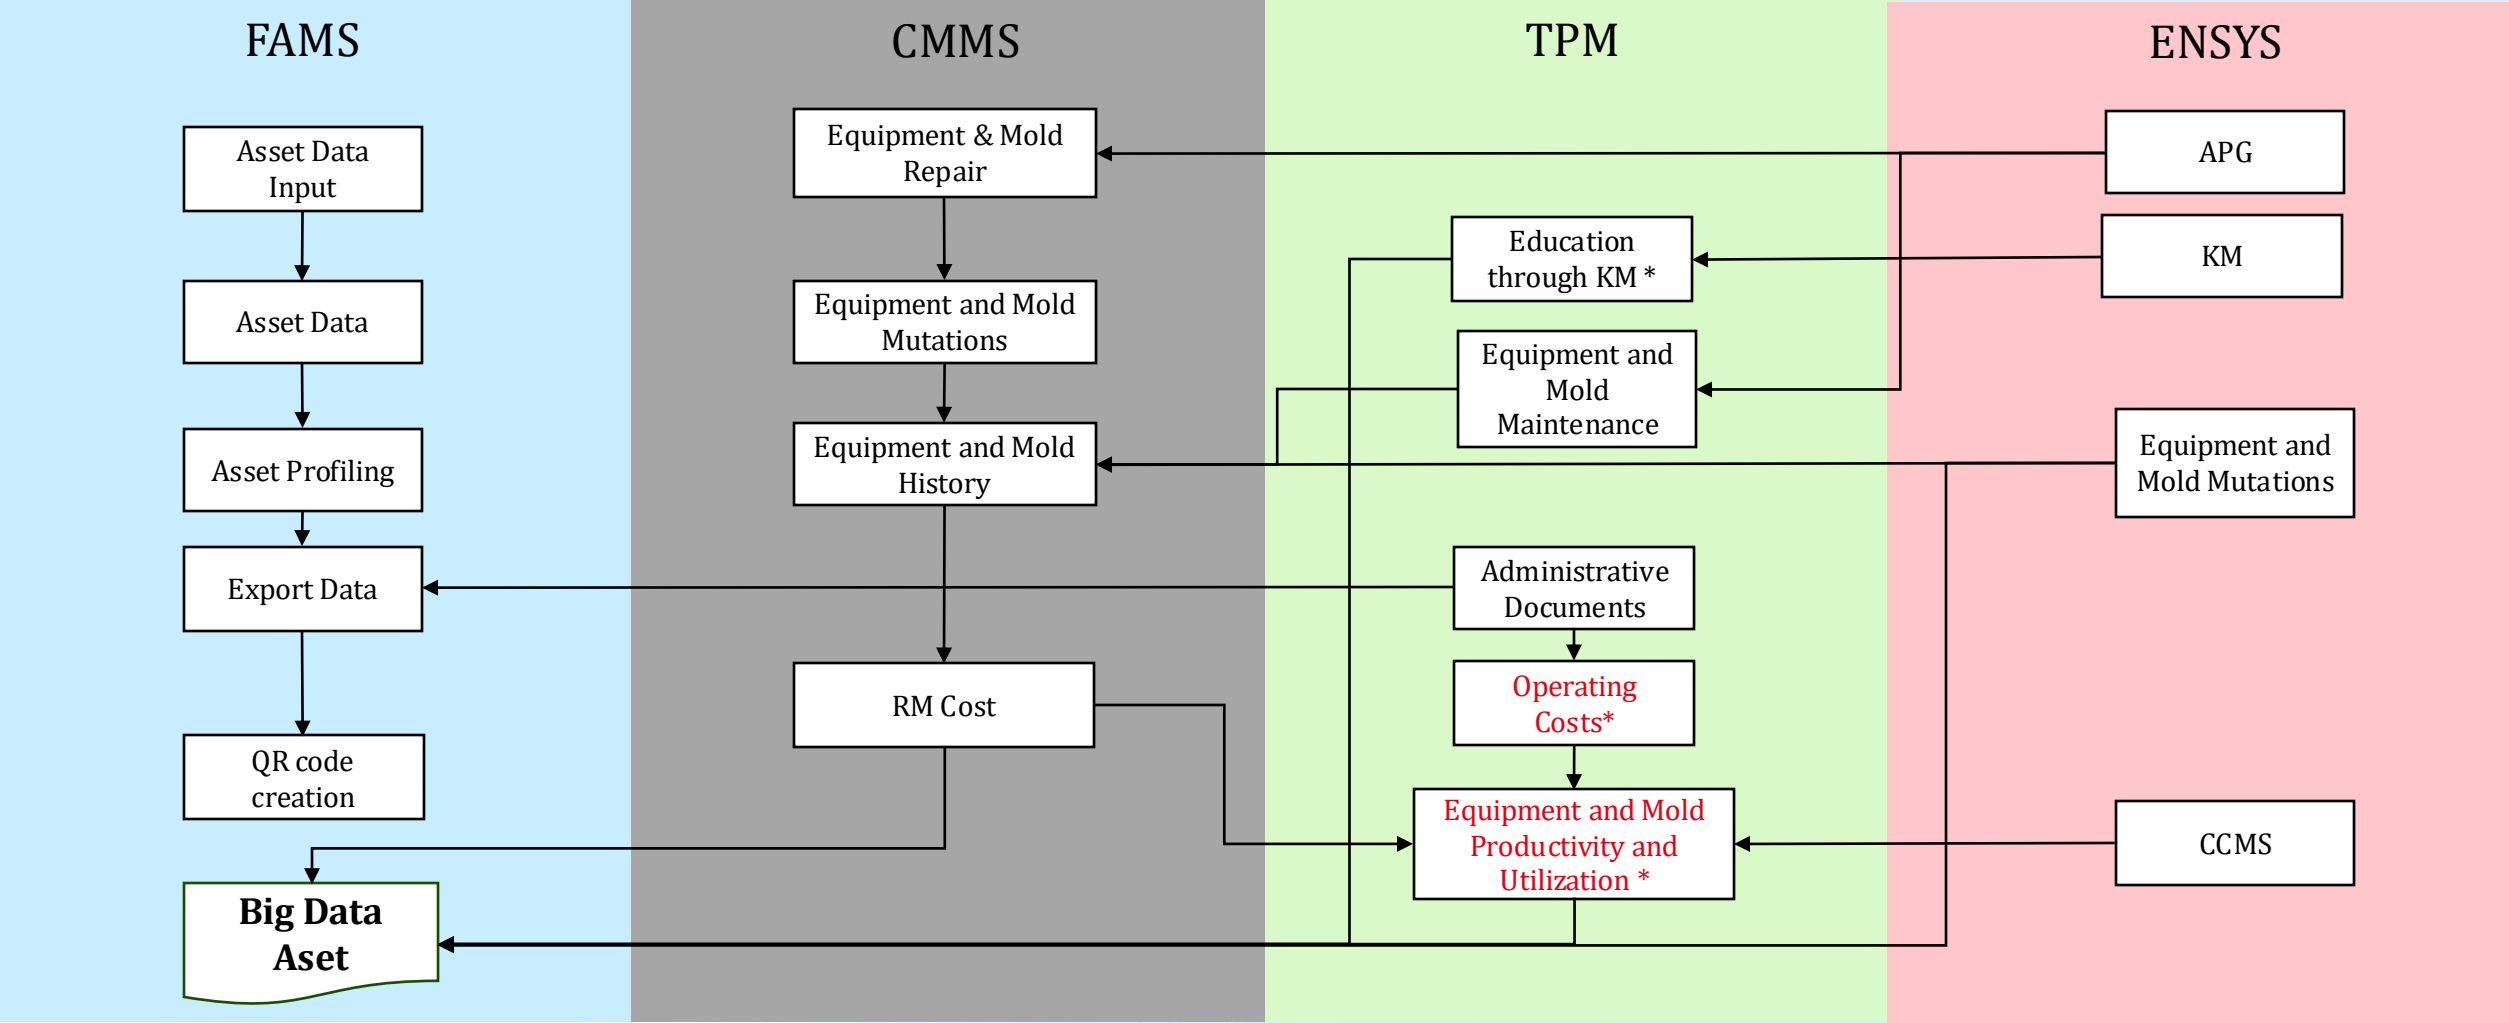 FAMS
Asset Data
Input
Asset Data
Asset Profiling
Export Data
QR code
creation
Big Data
Aset
CMMS
Equipment & Mold
Repair
Equipment and Mold
Mutations
Equipment and Mold
History
RM Cost
TPM
Education
through KM *
Equipment and
Mold
Maintenance
Administrative
Documents
Operating
Costs*
Equipment and Mold
Productivity and
Utilization *
ENSYS
APG
KM
Equipment and
Mold Mutations
CCMS